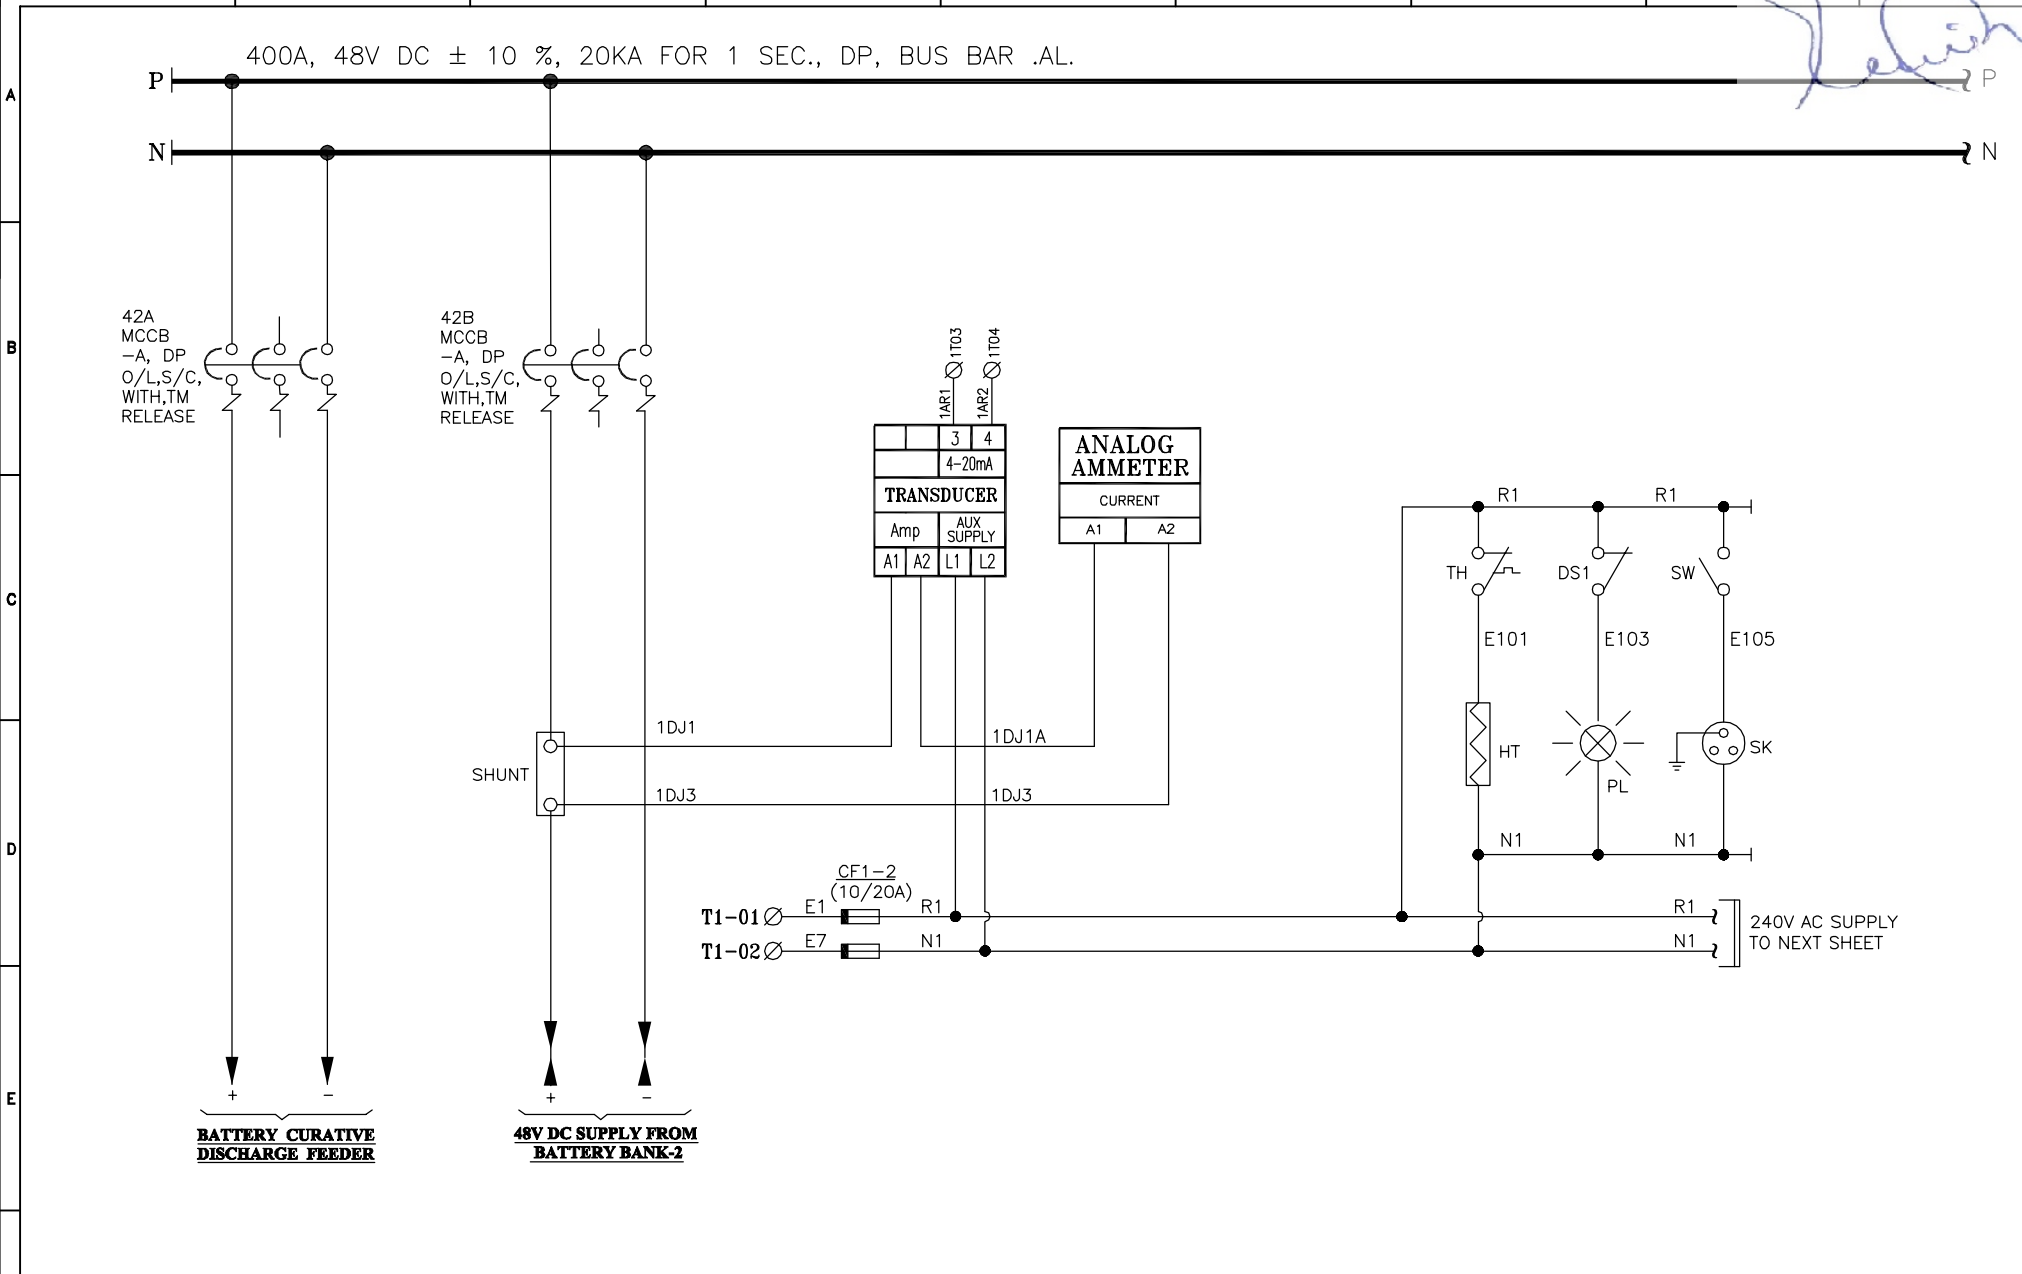 400A, 48V DC ± 10 %, 20KA FOR 1 SEC., DP, BUS BAR .AL.
P
P
A
N
N
42A
MCCB
-A, DP
O/L,S/C,
WITH,TM
RELEASE
42B
MCCB
-A, DP
O/L,S/C,
WITH,TM
RELEASE
B
1T03
1T04
1AR1
1AR2
3 4
4-20mA
TRANSDUCER
Amp
AUX
SUPPLY
A1 A2 L1 L2
ANALOG
AMMETER
CURRENT
A1 A2
R1 R1
TH DS1 SW
C
E101 E103 E105
1DJ1
1DJ1A
SHUNT
HT
SK
PL
1DJ3 1DJ3
N1 N1
D
CF1-2
(10/20A)
T1-01 E1 R1 R1
T1-02 E7 N1 N1
240V AC SUPPLY
TO NEXT SHEET
E
+ -
+ -
BATTERY CURATIVE
DISCHARGE FEEDER
48V DC SUPPLY FROM
BATTERY BANK-2